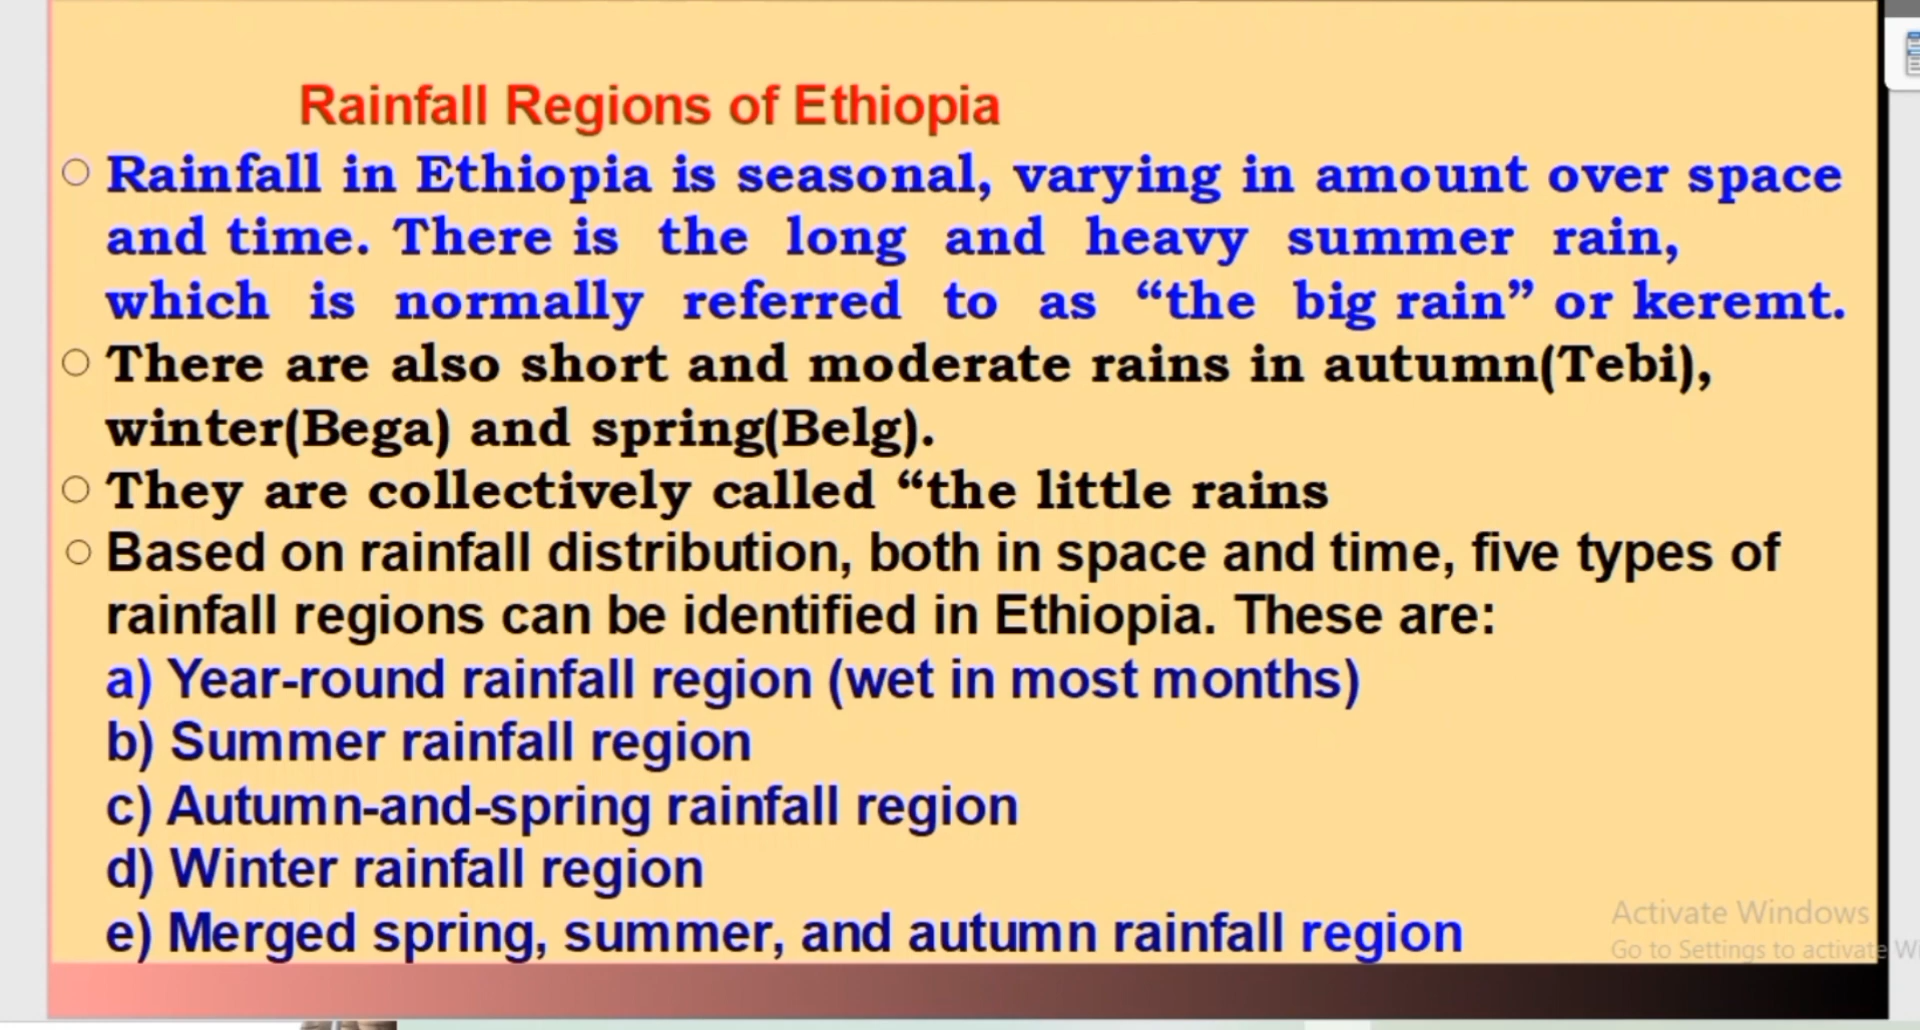 Rainfall Regions of Ethiopia
Rainfall in Ethiopia is seasonal, varying in amount over space
and time. There is the long and heavy summer rain,
which is normally referred to as “the big rain” or keremt.
There are also short and moderate rains in autumn(Tebi),
winter(Bega) and spring(Belg).
They are collectively called “the little rains
Based on rainfall distribution, both in space and time, five types of
rainfall regions can be identified in Ethiopia. These are:
a) Year-round rainfall region (wet in most months)
b) Summer rainfall region
c) Autumn-and-spring rainfall region
d) Winter rainfall region
e) Merged spring, summer, and autumn rainfall region
Activate Windows
Go to Settings to activate Wi